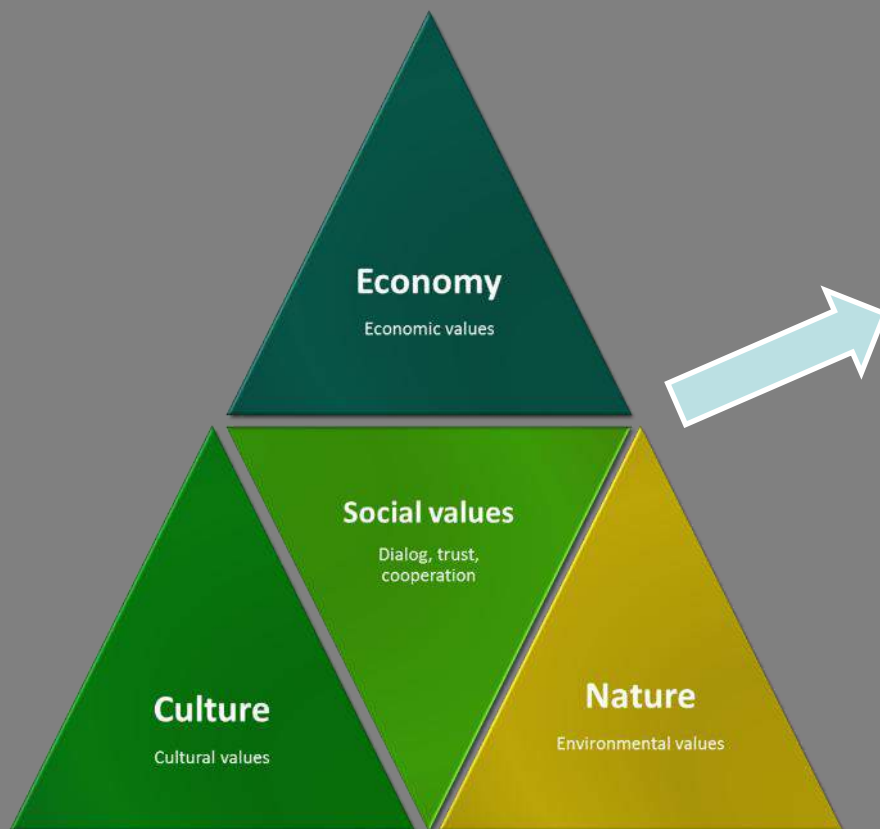 Economy
Economic values
Social values
Dialog, trust,
cooperation
Culture
Cultural values
Nature
Environmental values